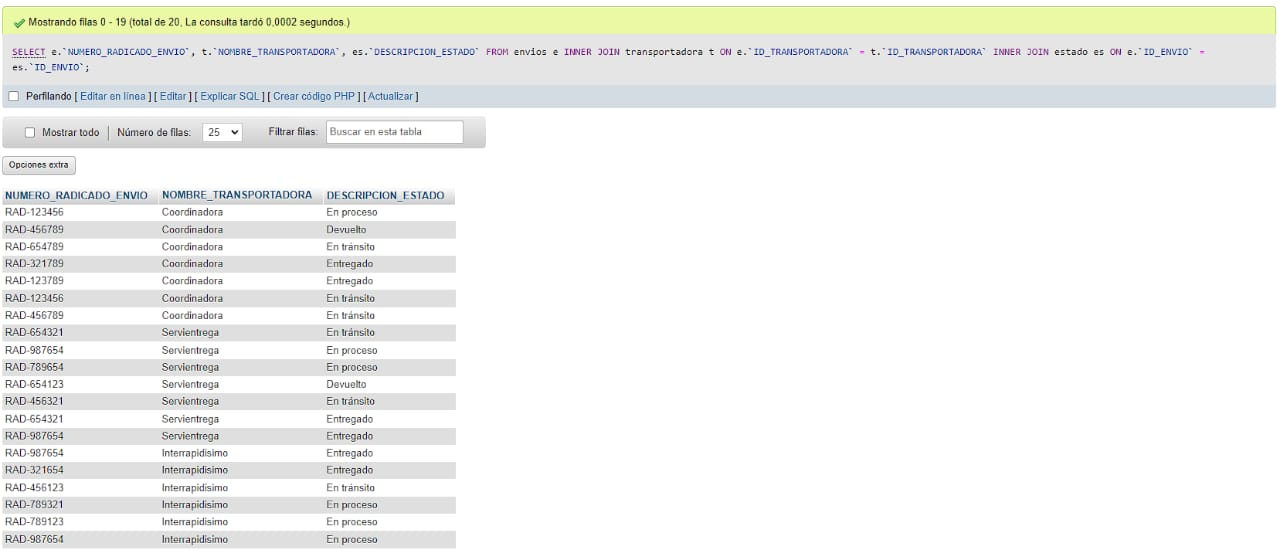 Mostrando filas 0 - 19 (total de 20, La consulta tardó 0,0002 segundos.)
SELECT e.`NUMERO_RADICADO_ENVIO`, t.`NOMBRE_TRANSPORTADORA`, es.`DESCRIPCION_ESTADO` FROM envios e INNER JOIN transportadora t ON e.`ID_TRANSPORTADORA` = t.`ID_TRANSPORTADORA` INNER JOIN estado es ON e.`ID_ENVIO` =
es.`ID_ENVIO`;
Perfilando [ Editar en línea ] [ Editar ] [ Explicar SQL ] [ Crear código PHP ] [ Actualizar ]
Mostrar todo | Número de filas: 25 Filtrar filas: Buscar en esta tabla
Opciones extra
NUMERO_RADICADO_ENVIO NOMBRE_TRANSPORTADORA DESCRIPCION_ESTADO
RAD-123456 Coordinadora En proceso
RAD-456789 Coordinadora Devuelto
RAD-654789 Coordinadora En tránsito
RAD-321789 Coordinadora Entregado
RAD-123789 Coordinadora Entregado
RAD-123456 Coordinadora En tránsito
RAD-456789 Coordinadora En tránsito
RAD-654321 Servientrega En tránsito
RAD-987654 Servientrega En proceso
RAD-789654 Servientrega En proceso
RAD-654123 Servientrega Devuelto
RAD-456321 Servientrega En tránsito
RAD-654321 Servientrega Entregado
RAD-987654 Servientrega Entregado
RAD-987654 Interrapidisimo Entregado
RAD-321654 Interrapidisimo Entregado
RAD-456123 Interrapidisimo En tránsito
RAD-789321 Interrapidisimo En proceso
RAD-789123 Interrapidisimo En proceso
RAD-987654 Interrapidisimo En proceso